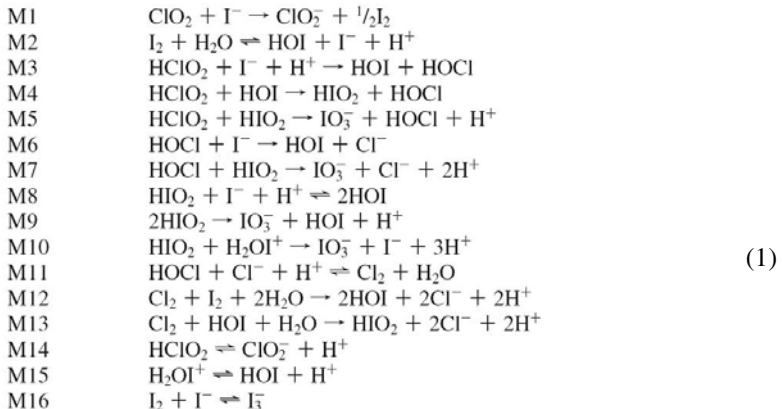 M1 ClO₂ + I⁻ → ClO₂⁻ + ¹/₂I₂
M2 I₂ + H₂O ⇌ HOI + I⁻ + H⁺
M3 HClO₂ + I⁻ + H⁺ → HOI + HOCl
M4 HClO₂ + HOI → HIO₂ + HOCl
M5 HClO₂ + HIO₂ → IO₃⁻ + HOCl + H⁺
M6 HOCl + I⁻ → HOI + Cl⁻
M7 HOCl + HIO₂ → IO₃⁻ + Cl⁻ + 2H⁺
M8 HIO₂ + I⁻ + H⁺ ⇌ 2HOI
M9 2HIO₂ → IO₃⁻ + HOI + H⁺
M10 HIO₂ + H₂OI⁺ → IO₃⁻ + I⁻ + 3H⁺
(1)
M11 HOCl + Cl⁻ + H⁺ ⇌ Cl₂ + H₂O
M12 Cl₂ + I₂ + 2H₂O → 2HOI + 2Cl⁻ + 2H⁺
M13 Cl₂ + HOI + H₂O → HIO₂ + 2Cl⁻ + 2H⁺
M14 HClO₂ ⇌ ClO₂⁻ + H⁺
M15 H₂OI⁺ ⇌ HOI + H⁺
M16 I₂ + I⁻ ⇌ I₃⁻